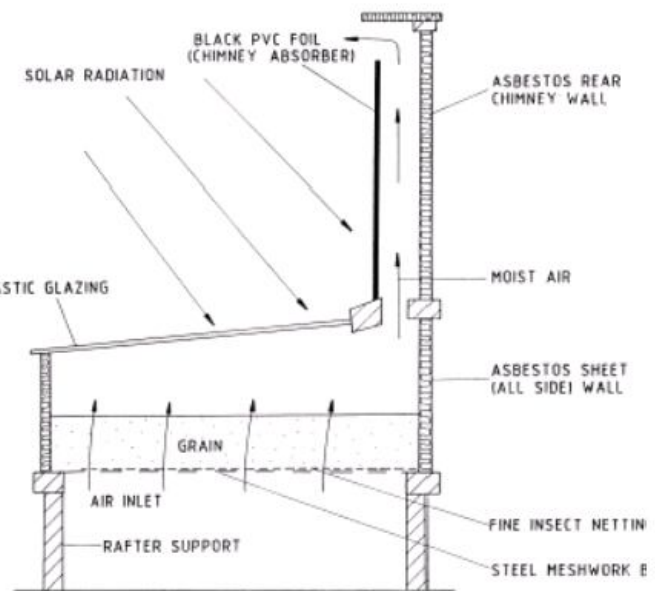 BLACK PVC FOIL
(CHIMNEY ABSORBER)
SOLAR RADIATION
ASBESTOS REAR
CHIMNEY WALL
ASTIC GLAZING
MOIST AIR
ASBESTOS SHEET
(ALL SIDE) WALL
GRAIN
AIR INLET
FINE INSECT NETTIN
RAFTER SUPPORT
STEEL MESHWORK B